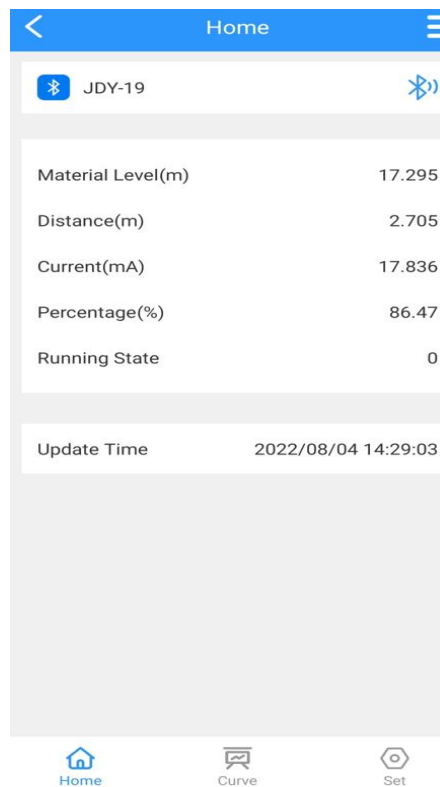 Home
JDY-19
Material Level(m) 17.295
Distance(m) 2.705
Current(mA) 17.836
Percentage(%) 86.47
Running State 0
Update Time 2022/08/04 14:29:03
Home Curve Set